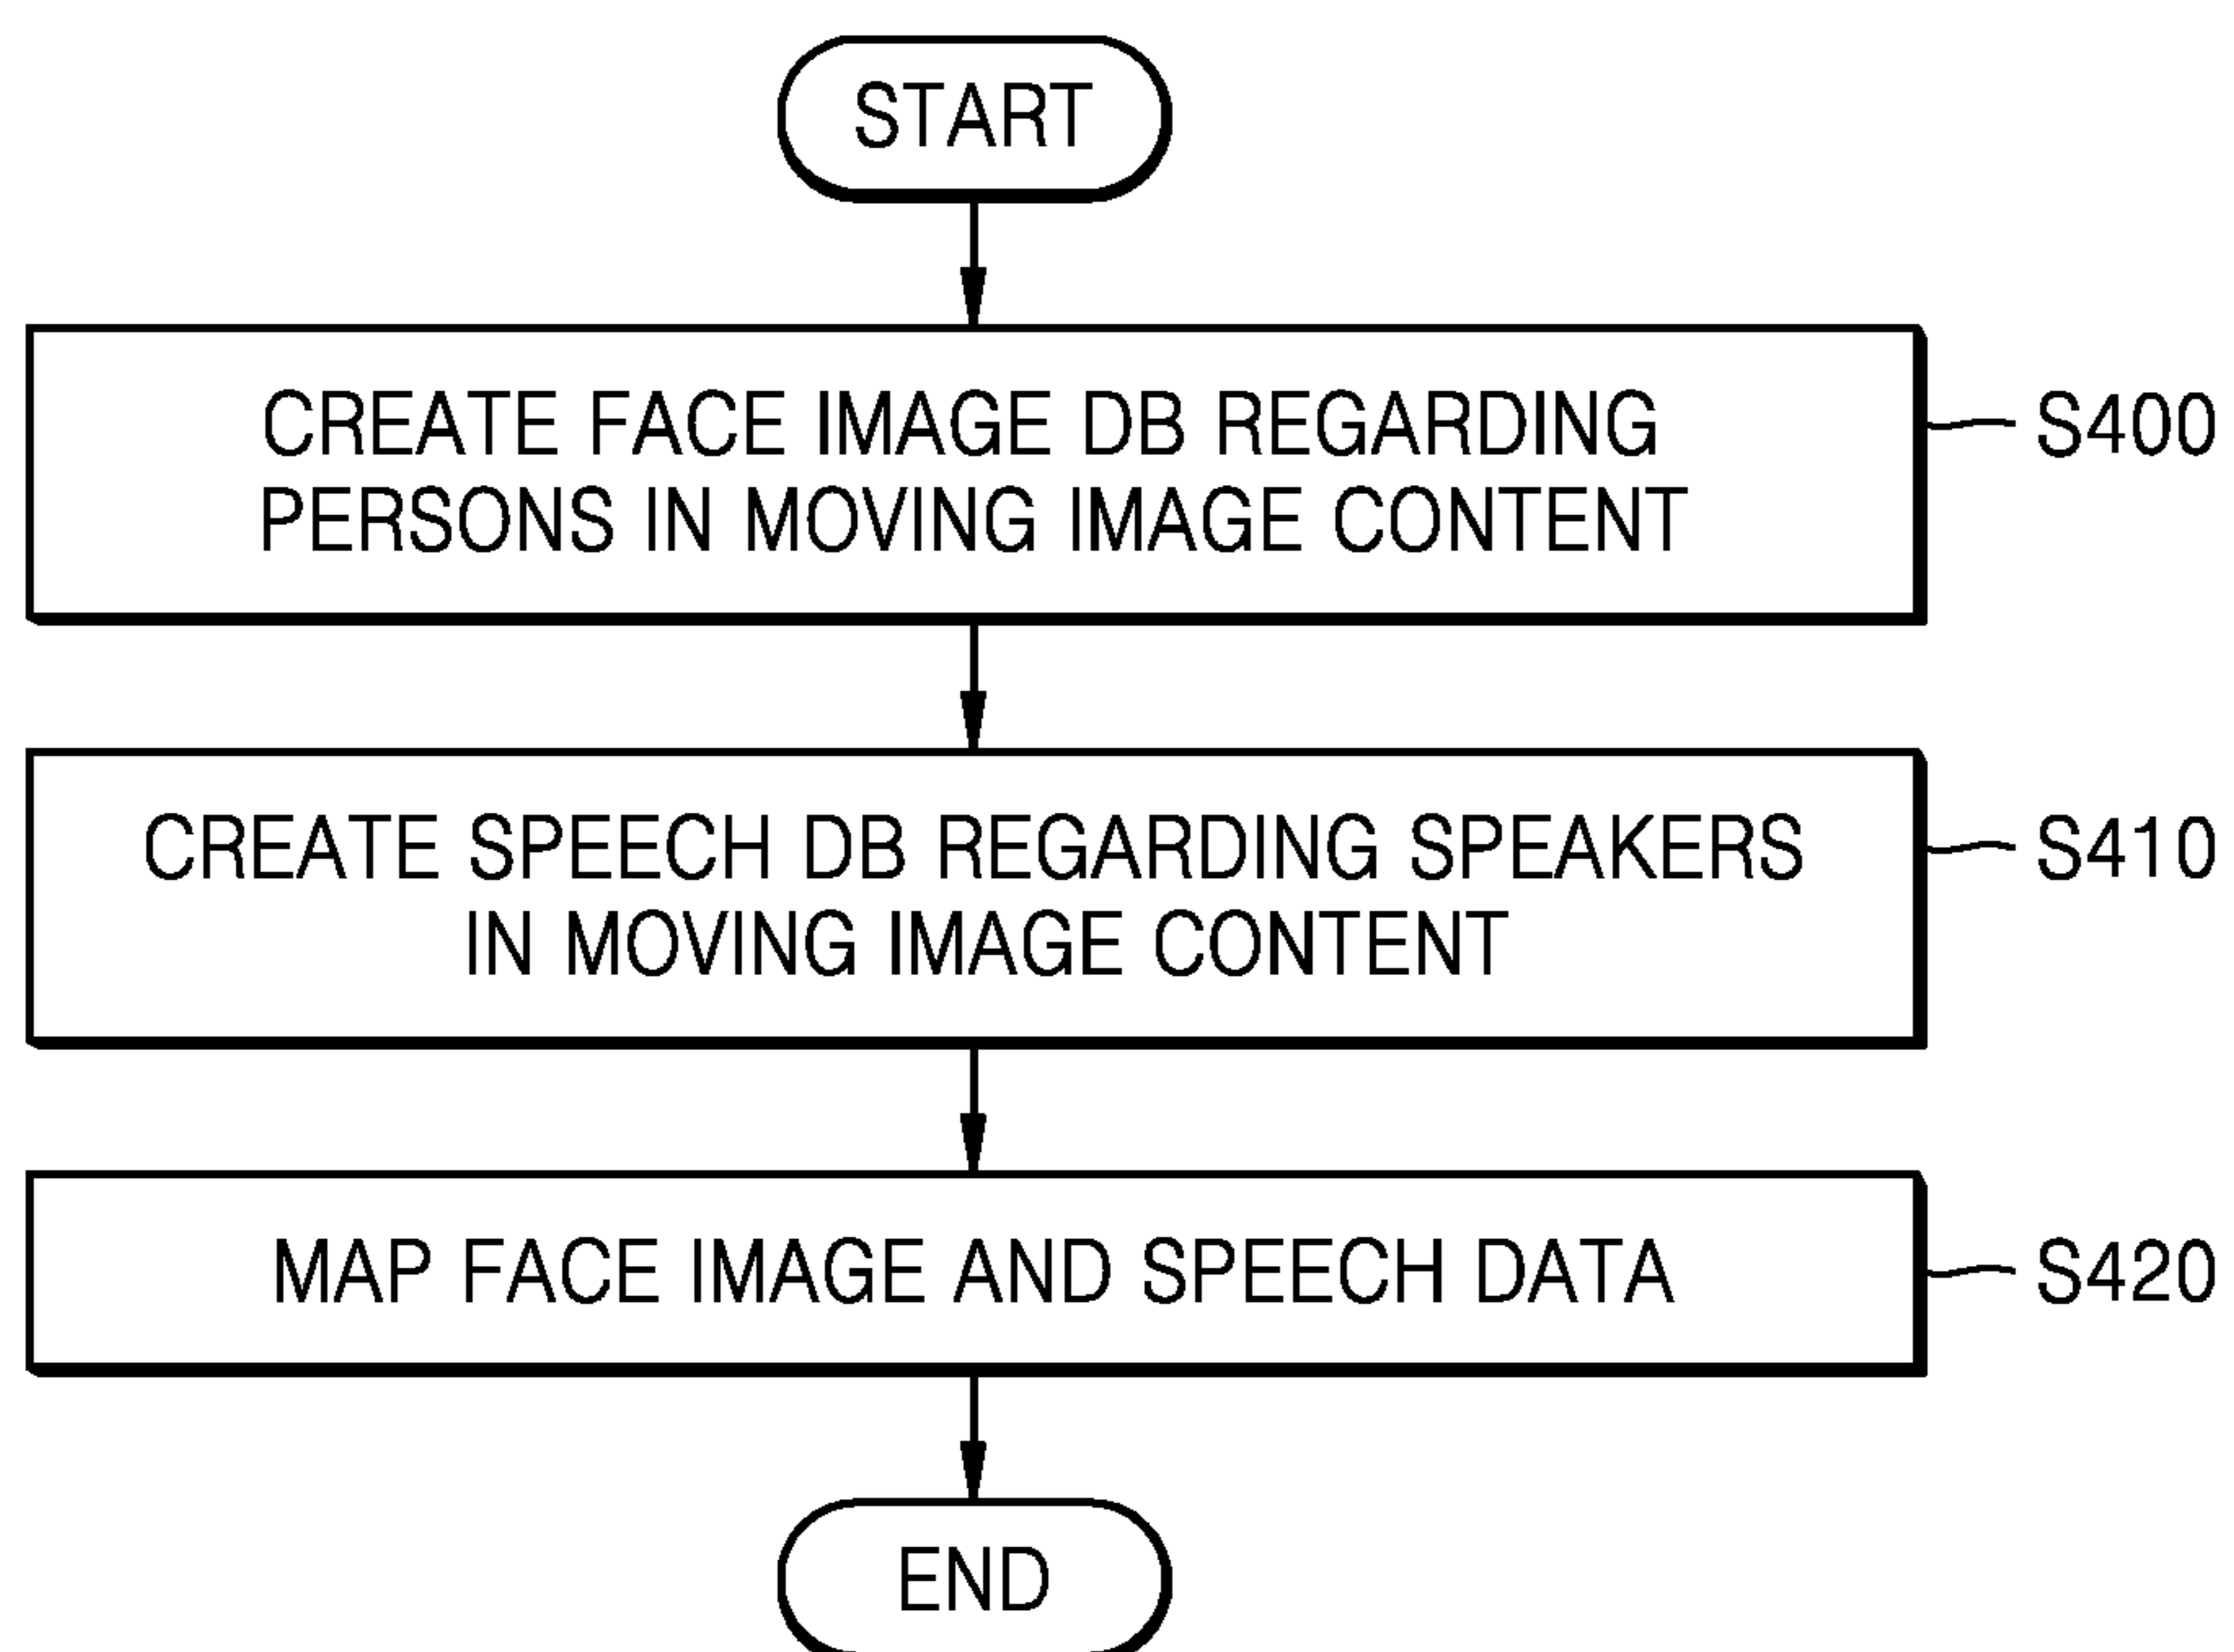 START
CREATE FACE IMAGE DB REGARDING
PERSONS IN MOVING IMAGE CONTENT
S400
CREATE SPEECH DB REGARDING SPEAKERS
IN MOVING IMAGE CONTENT
S410
MAP FACE IMAGE AND SPEECH DATA
S420
END